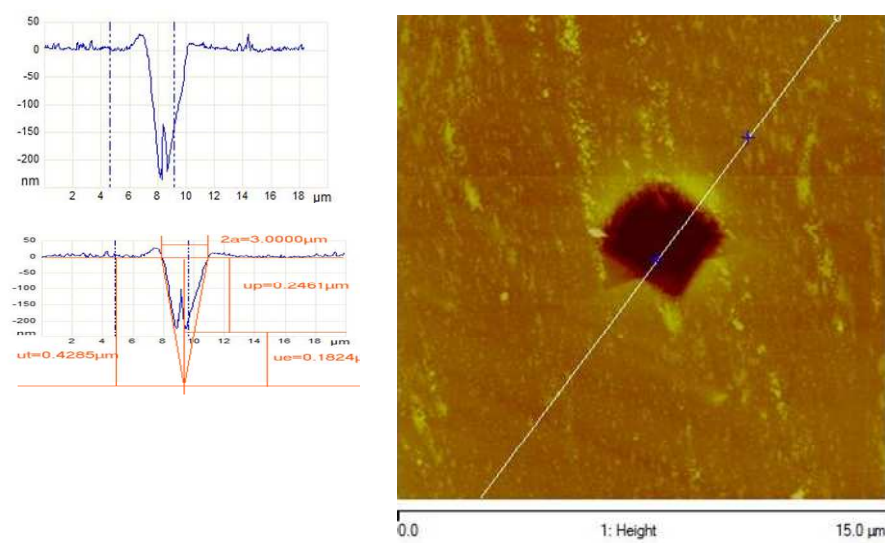 50
0
-50
-100
-150
-200
nm
2 4 6 8 10 12 14 16 18 µm
2a=3.0000µm
50
0
-50
-100
-150
-200
nm
up=0.2461µm
2 4 6 8 10 12 14 16 18 µm
ut=0.4285µm
ue=0.1824µ
0.0 1: Height 15.0 µm